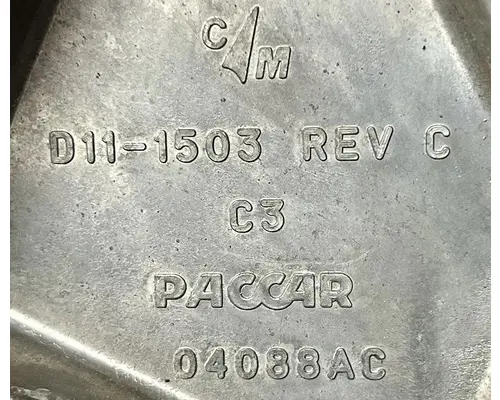 C M
D11-1503 REV C
C3
PACCAR
04088AC